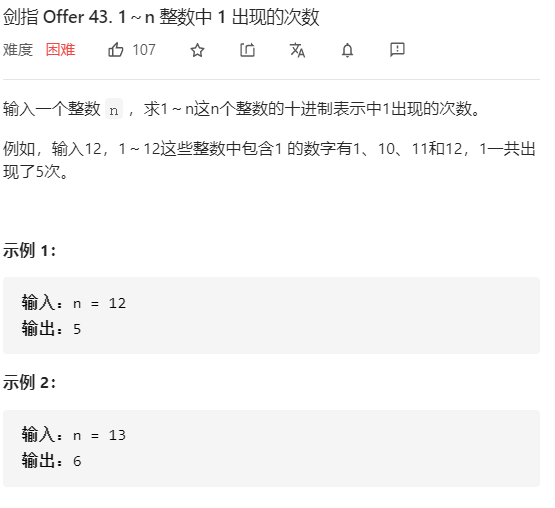 剑指 Offer 43. 1～n 整数中 1 出现的次数
难度 困难 107
输入一个整数 n ，求1～n这n个整数的十进制表示中1出现的次数。
例如，输入12，1～12这些整数中包含1 的数字有1、10、11和12，1一共出
现了5次。
示例 1：
输入：n = 12
输出：5
示例 2：
输入：n = 13
输出：6